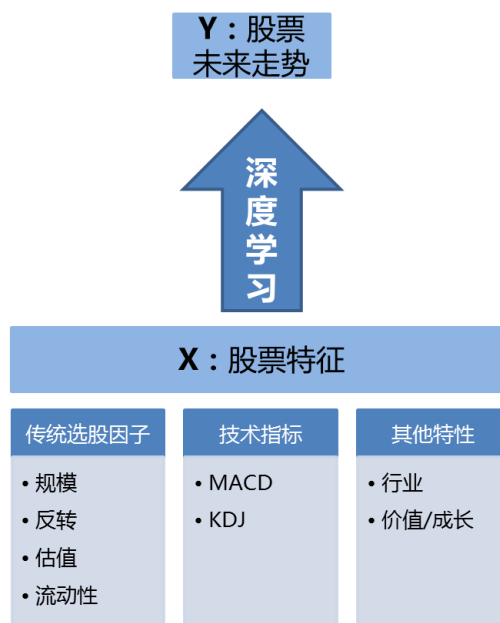 Y：股票
未来走势
深
度
学
习
X：股票特征
传统选股因子
• 规模
• 反转
• 估值
• 流动性
技术指标
• MACD
• KDJ
其他特性
• 行业
• 价值/成长